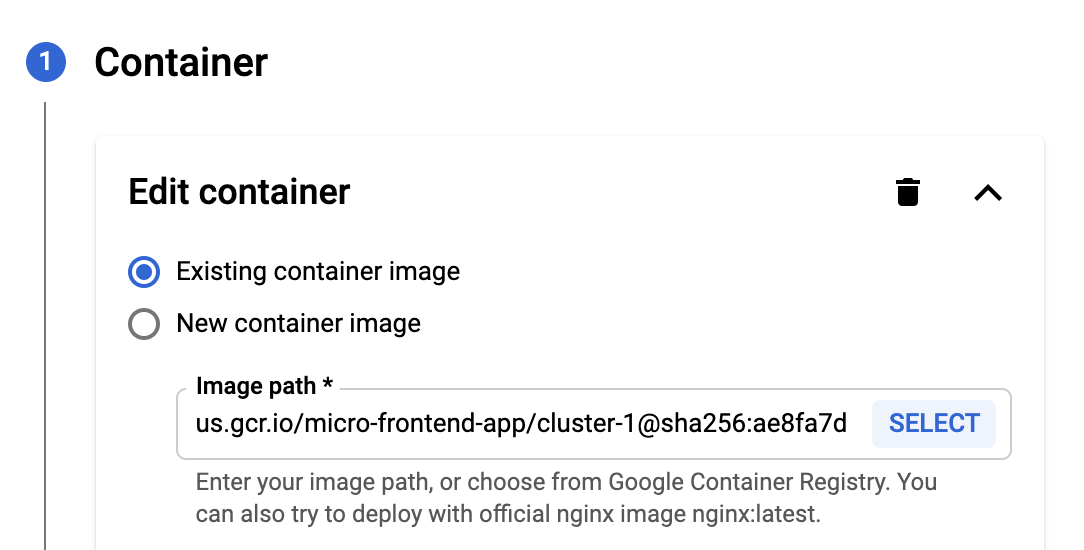 1 Container
Edit container
Existing container image
New container image
Image path *
us.gcr.io/micro-frontend-app/cluster-1@sha256:ae8fa7d SELECT
Enter your image path, or choose from Google Container Registry. You
can also try to deploy with official nginx image nginx:latest.